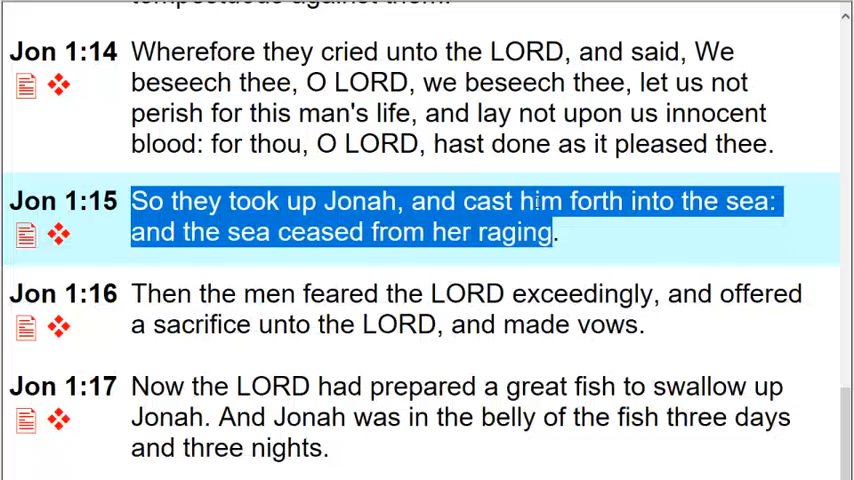 tempestuous against them.
Jon 1:14 Wherefore they cried unto the LORD, and said, We
beseech thee, O LORD, we beseech thee, let us not
perish for this man's life, and lay not upon us innocent
blood: for thou, O LORD, hast done as it pleased thee.
Jon 1:15 So they took up Jonah, and cast him forth into the sea:
and the sea ceased from her raging.
Jon 1:16 Then the men feared the LORD exceedingly, and offered
a sacrifice unto the LORD, and made vows.
Jon 1:17 Now the LORD had prepared a great fish to swallow up
Jonah. And Jonah was in the belly of the fish three days
and three nights.